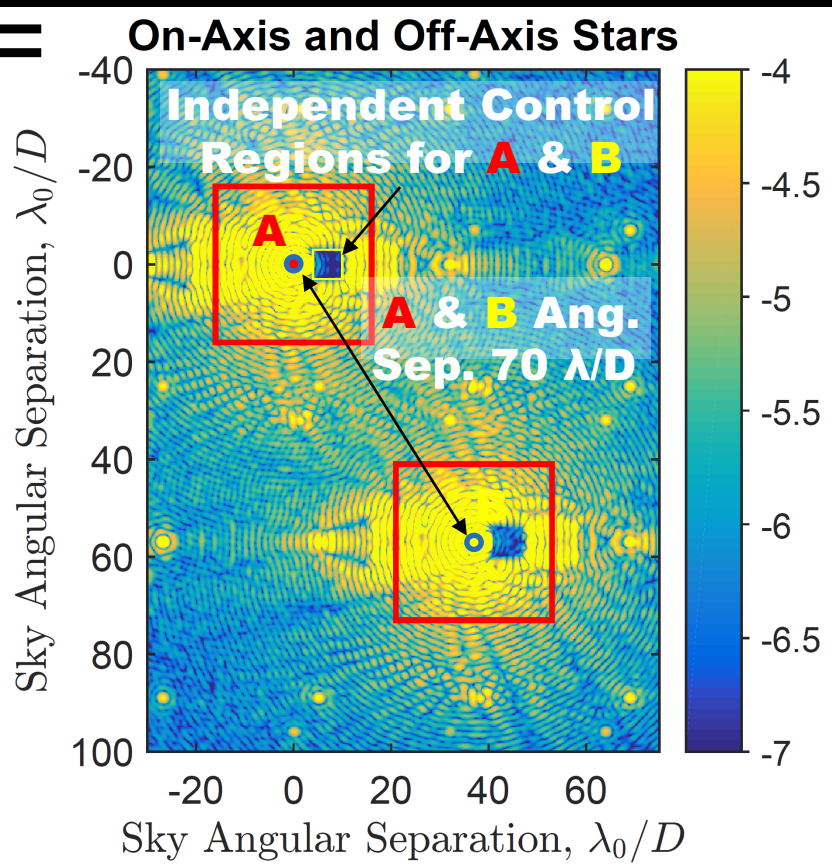 =
On-Axis and Off-Axis Stars
-40
-20
0
20
40
60
80
100
Sky Angular Separation, λ₀/D
Independent Control
Regions for A & B
A
A & B Ang.
Sep. 70 λ/D
-20
0
20
40
60
Sky Angular Separation, λ₀/D
-4
-4.5
-5
-5.5
-6
-6.5
-7